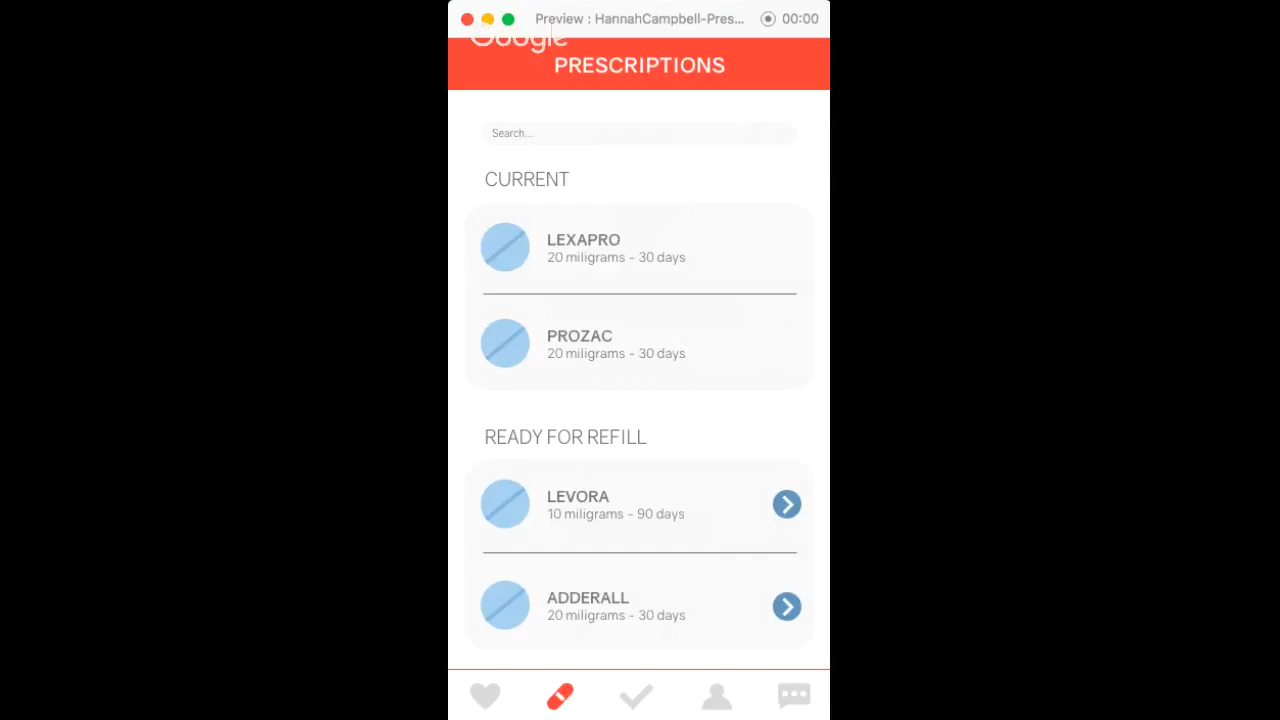 Preview : HannahCampbell-Pres... 00:00
Google
PRESCRIPTIONS
Search...
CURRENT
LEXAPRO
20 miligrams - 30 days
PROZAC
20 miligrams - 30 days
READY FOR REFILL
LEVORA
10 miligrams - 90 days
ADDERALL
20 miligrams - 30 days